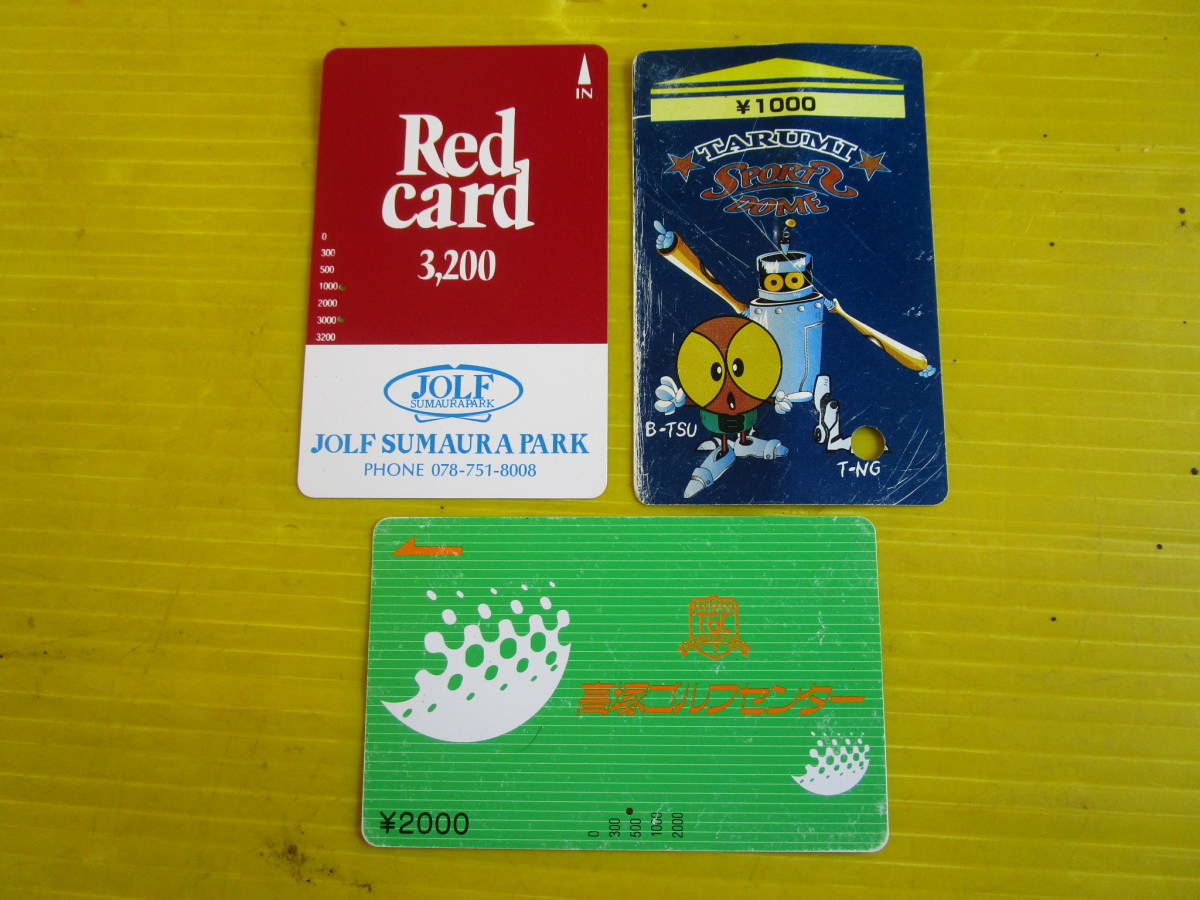 IN
Red
card
3,200
0
300
500
1000
2000
3000
3200
JOLF
SUMAURAPARK
JOLF SUMAURA PARK
PHONE 078-751-8008
¥1000
TARUMI
SPORTS
DOME
B-TSU
T-NG
TGC
高塚ゴルフセンター
¥2000
0
300
500
1000
2000